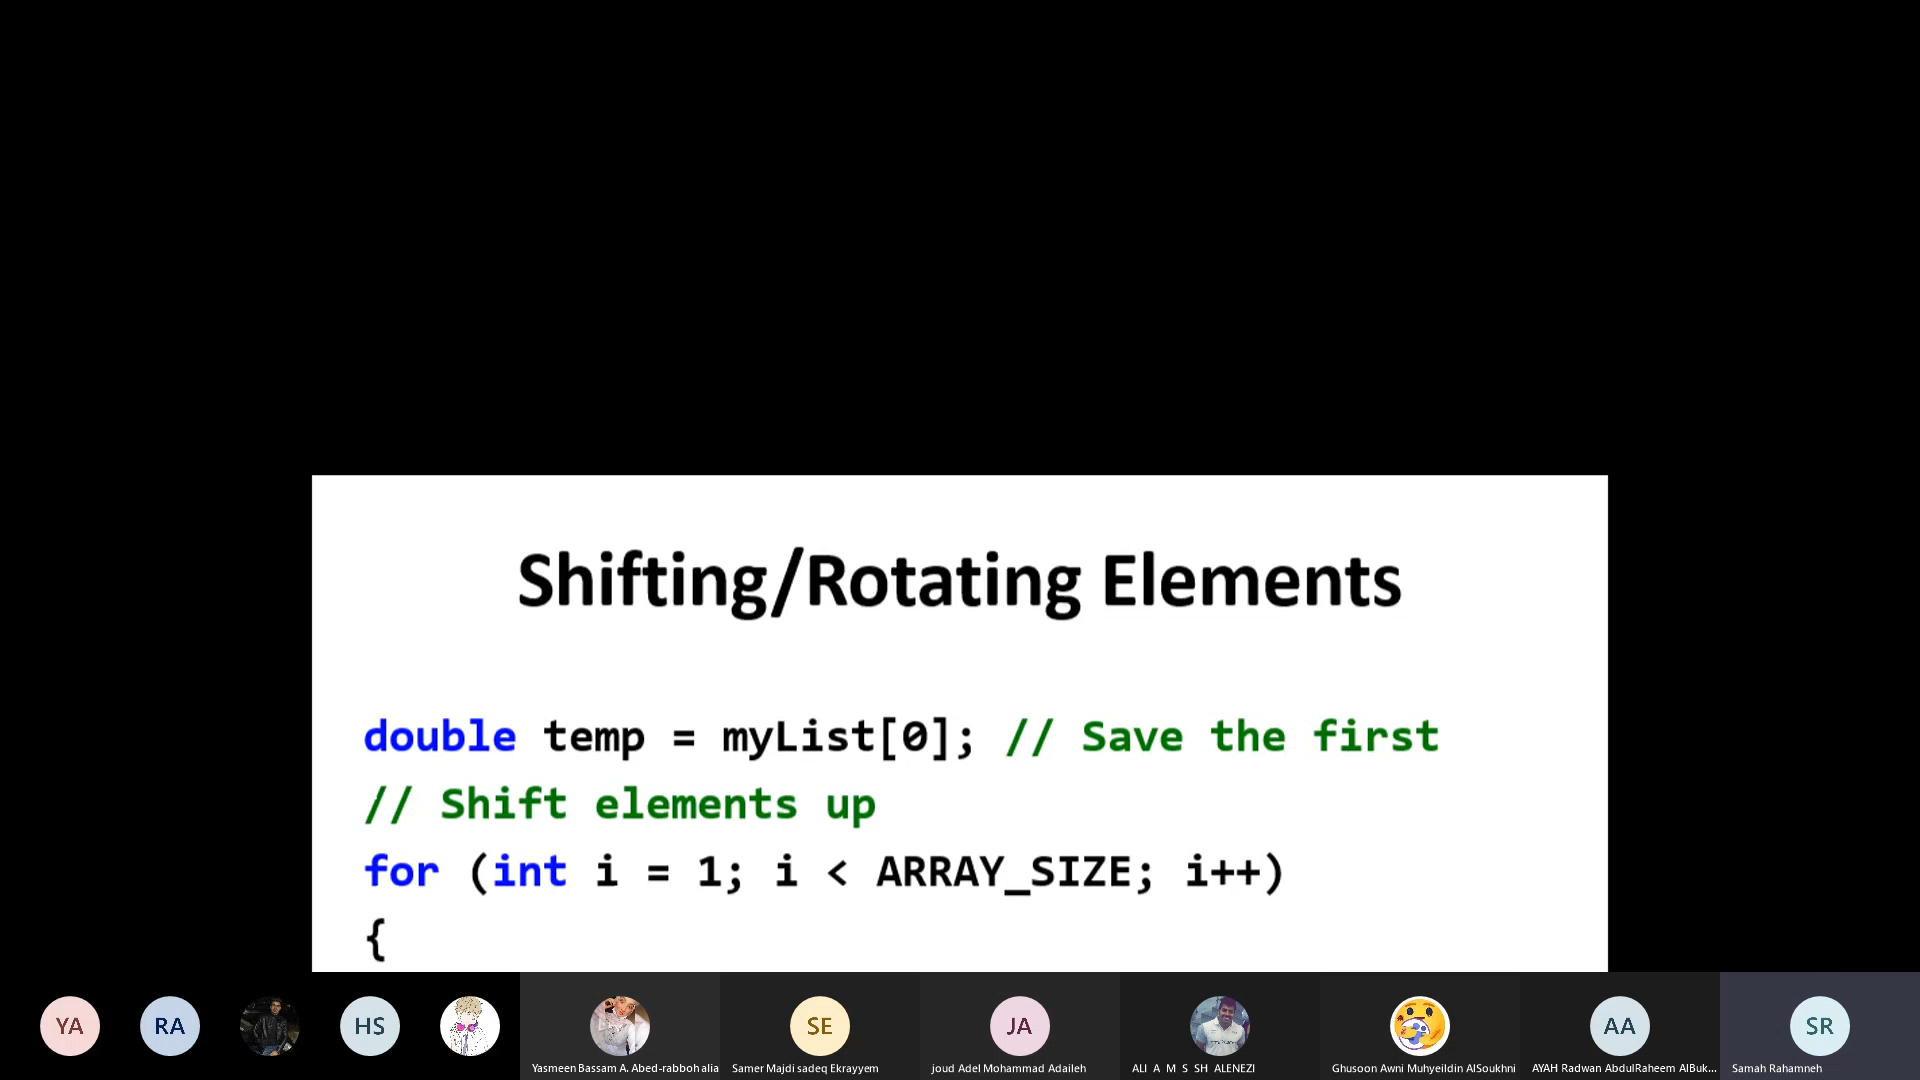 Shifting/Rotating Elements
double temp = myList[0]; // Save the first
// Shift elements up
for (int i = 1; i < ARRAY_SIZE; i++)
{
YA
RA
HS
SE
JA
AA
SR
Yasmeen Bassam A. Abed-rabboh alia
Samer Majdi sadeq Ekrayyem
joud Adel Mohammad Adaileh
ALI A M S SH ALENEZI
Ghusoon Awni Muhyeildin AlSoukhni
AYAH Radwan AbdulRaheem AlBuk...
Samah Rahamneh